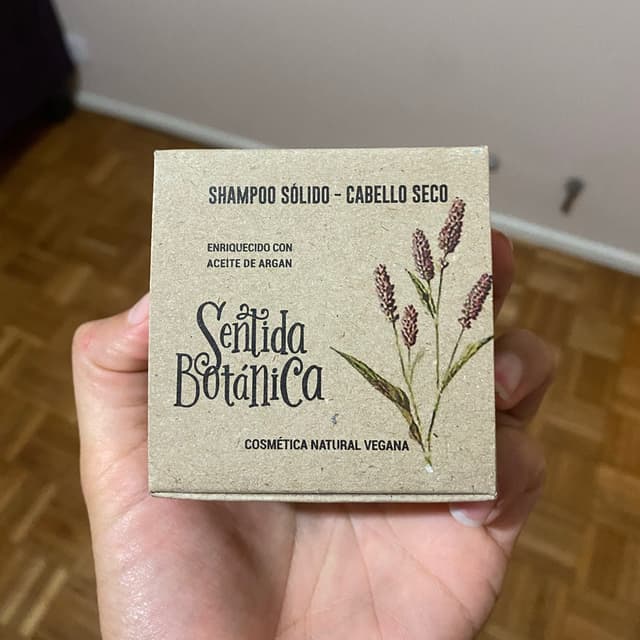 SHAMPOO SÓLIDO - CABELLO SECO
ENRIQUECIDO CON
ACEITE DE ARGAN
Sentida
Botánica
COSMÉTICA NATURAL VEGANA